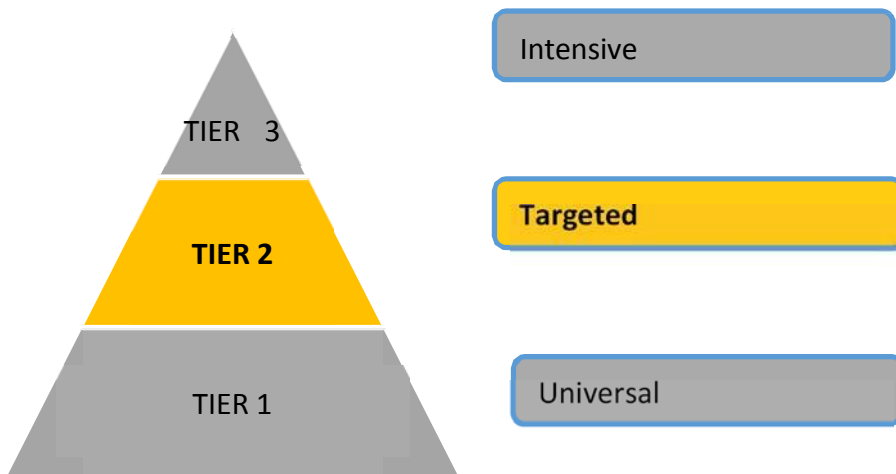 Intensive
TIER 3
Targeted
TIER 2
Universal
TIER 1